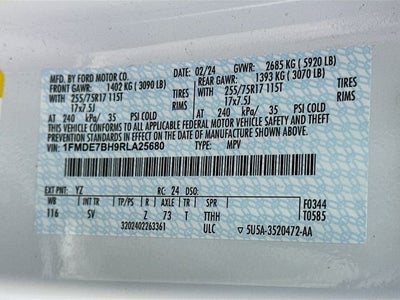 MFD. BY FORD MOTOR CO. 02/24 GVWR: 2685 KG ( 5920 LB)
FRONT GAWR: 1402 KG ( 3090 LB) REAR GAWR: 1393 KG ( 3070 LB)
WITH 255/75R17 115T TIRES WITH 255/75R17 115T TIRES
17x7.5J RIMS 17x7.5J RIMS
AT 240 kPa/ 35 PSI COLD AT 240 kPa/ 35 PSI COLD
THIS VEHICLE CONFORMS TO ALL APPLICABLE FEDERAL MOTOR VEHICLE SAFETY AND THEFT
PREVENTION STANDARDS IN EFFECT ON THE DATE OF MANUFACTURE SHOWN ABOVE.
VIN: 1FMDE7BH9RLA25680 TYPE: MPV
EXT PNT: YZ RC: 24 DSO: F0344
WB INT TR TP/PS R AXLE TR SPR T0585
116 SV Z 73 T TTHH
3202402263361 ULC 5U5A-3520472-AA